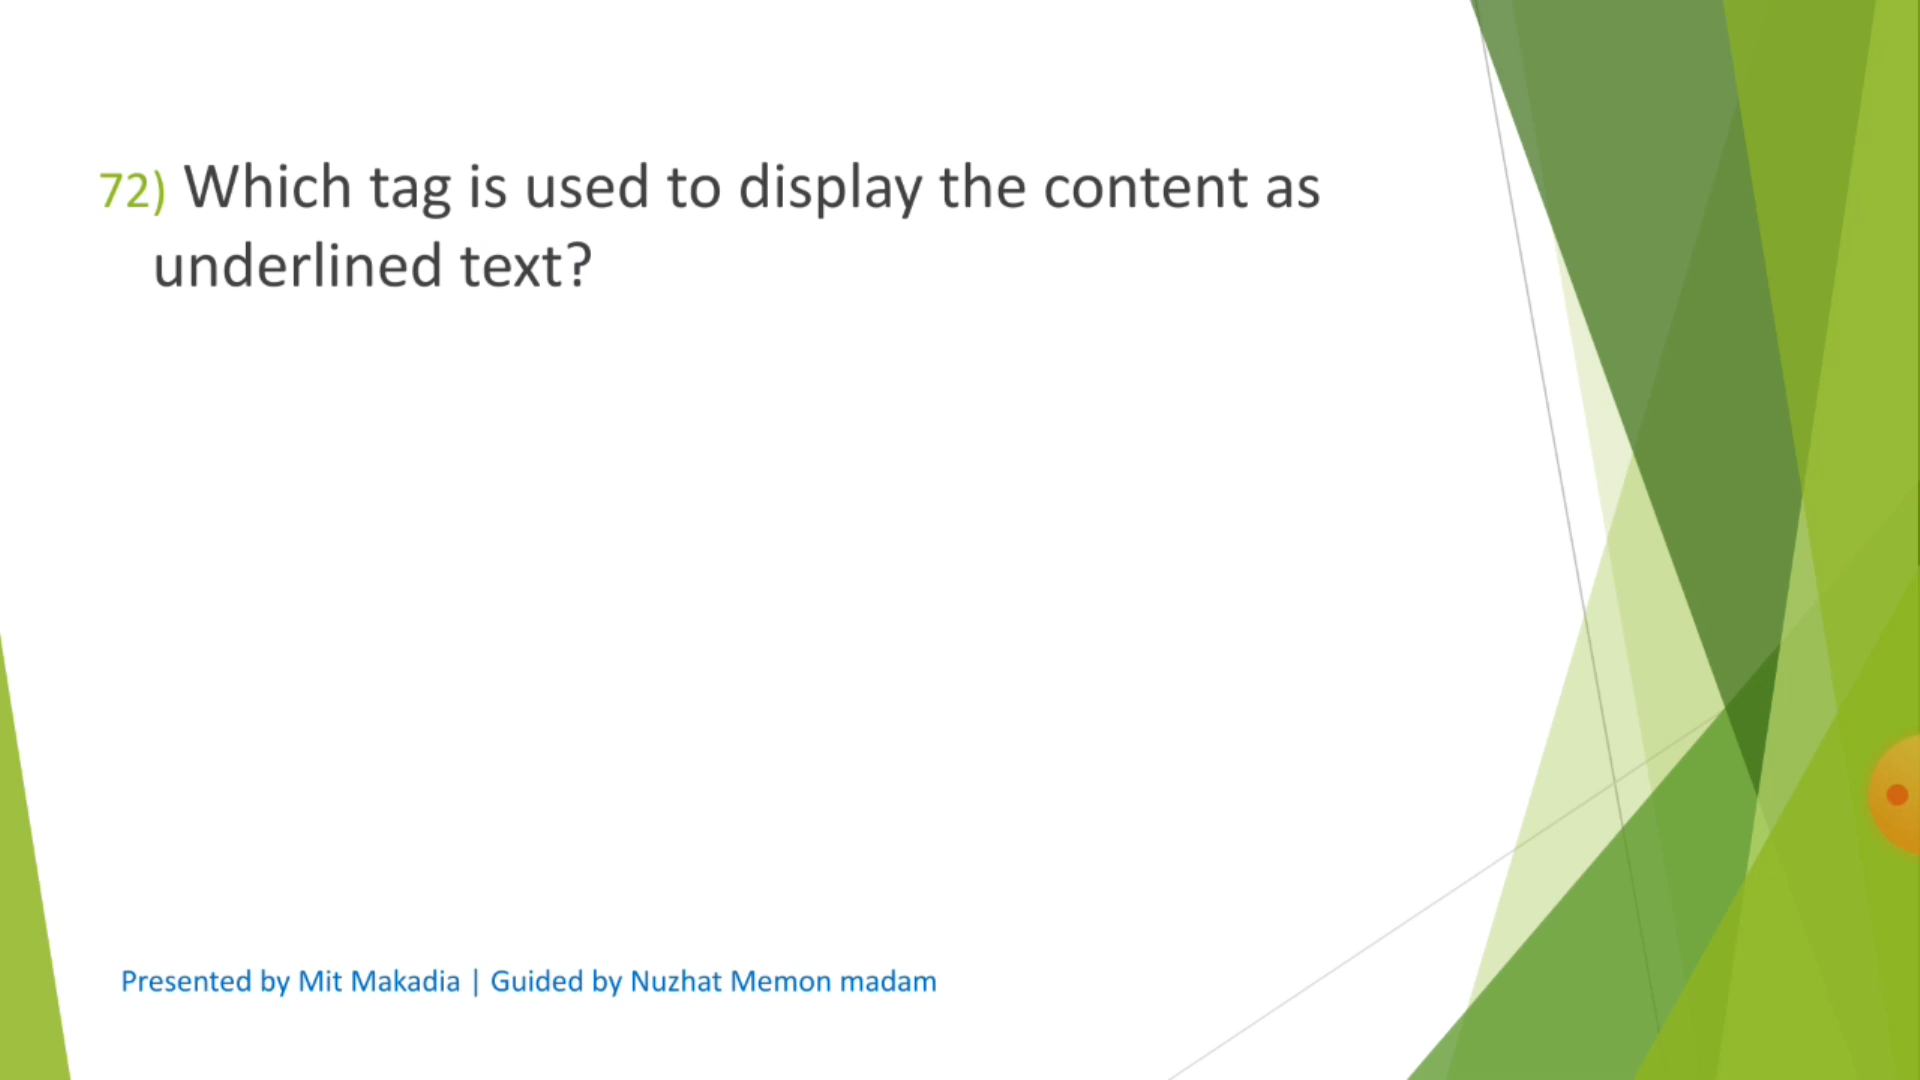 72) Which tag is used to display the content as
underlined text?
Presented by Mit Makadia | Guided by Nuzhat Memon madam